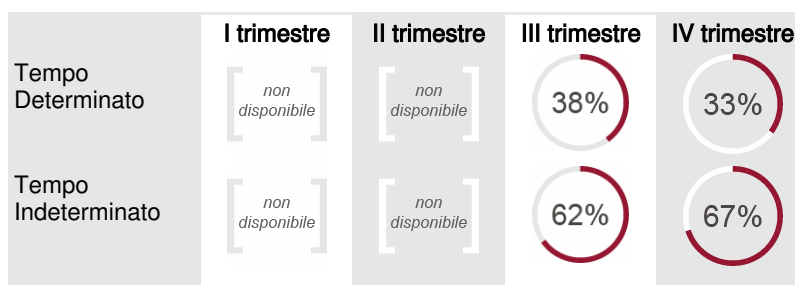 I trimestre II trimestre III trimestre IV trimestre
Tempo
Determinato
non
disponibile
non
disponibile
38%
33%
Tempo
Indeterminato
non
disponibile
non
disponibile
62%
67%